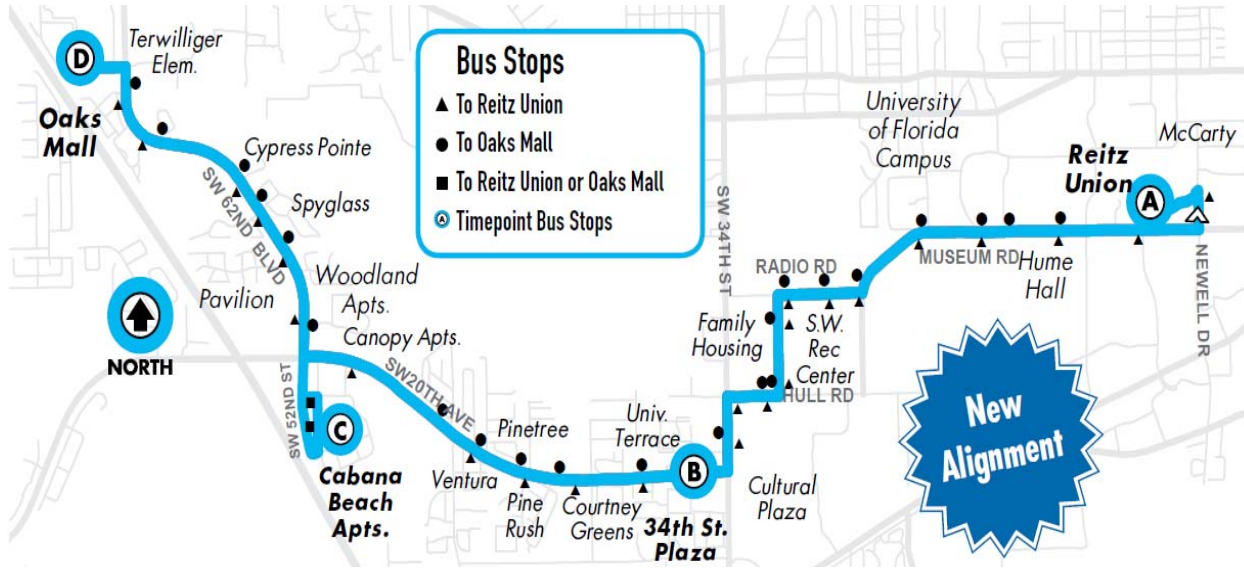 D
Terwilliger
Elem.
Oaks
Mall
Cypress Pointe
Spyglass
SW 62ND BLVD
Bus Stops
To Reitz Union
To Oaks Mall
To Reitz Union or Oaks Mall
A Timepoint Bus Stops
SW 34TH ST
University
of Florida
Campus
McCarty
Reitz
Union
A
MUSEUM RD
Hume
Hall
NEWELL DR
RADIO RD
Family
Housing
S.W.
Rec
Center
HULL RD
Pavilion
Woodland
Apts.
Canopy Apts.
NORTH
SW 52ND ST
SW20TH AVE
C
Cabana
Beach
Apts.
Pinetree
Ventura
Pine
Rush
Courtney
Greens
Univ.
Terrace
B
34th St.
Plaza
Cultural
Plaza
New
Alignment